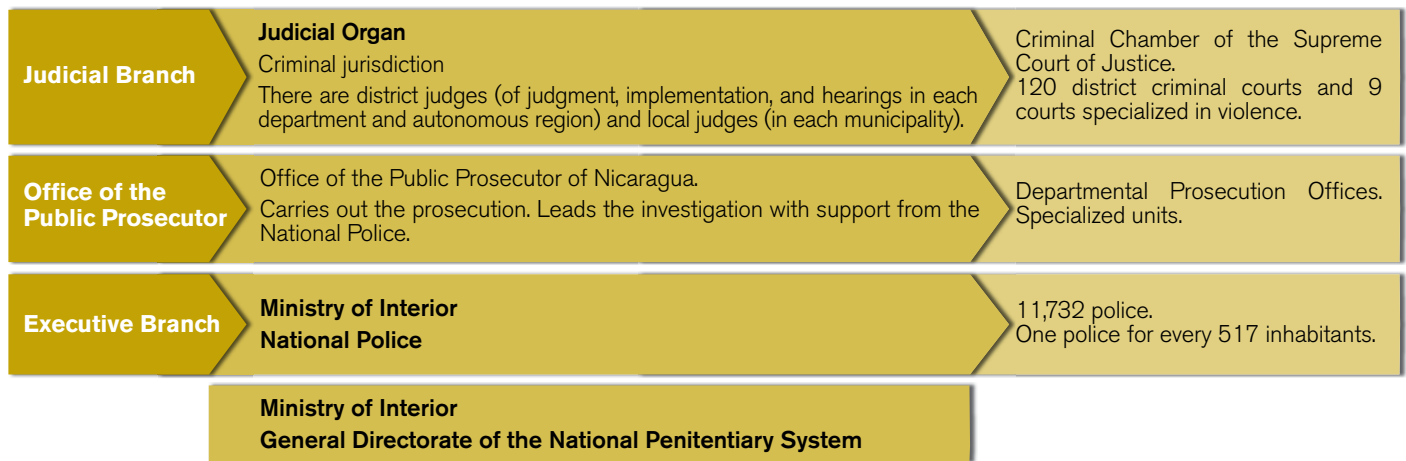 Judicial Branch
Judicial Organ
Criminal jurisdiction
There are district judges (of judgment, implementation, and hearings in each
department and autonomous region) and local judges (in each municipality).
Criminal Chamber of the Supreme
Court of Justice.
120 district criminal courts and 9
courts specialized in violence.
Office of the
Public Prosecutor
Office of the Public Prosecutor of Nicaragua.
Carries out the prosecution. Leads the investigation with support from the
National Police.
Departmental Prosecution Offices.
Specialized units.
Executive Branch
Ministry of Interior
National Police
11,732 police.
One police for every 517 inhabitants.
Ministry of Interior
General Directorate of the National Penitentiary System